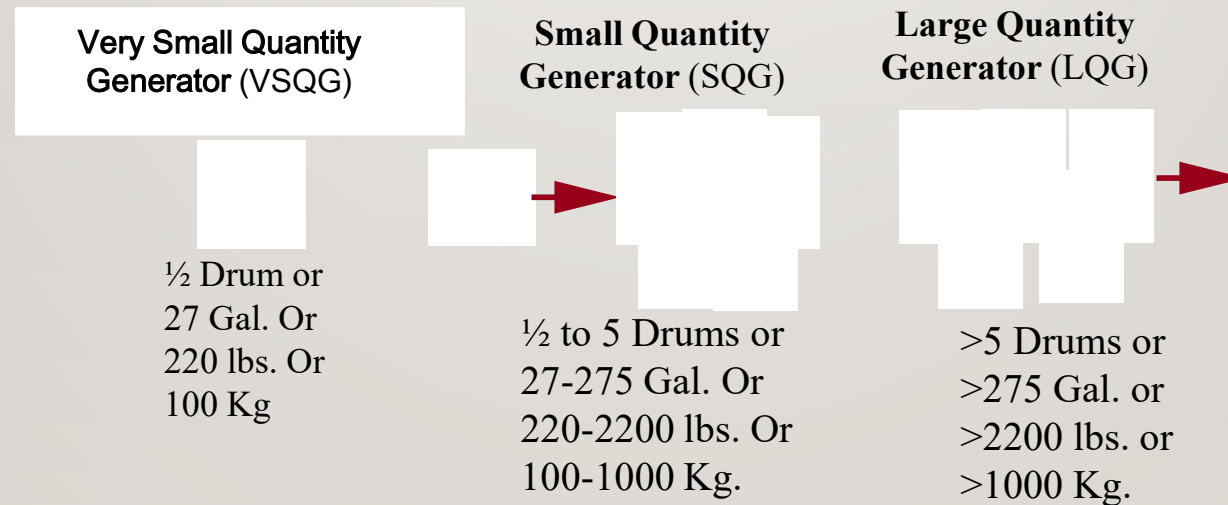 Very Small Quantity
Generator (VSQG)
½ Drum or
27 Gal. Or
220 lbs. Or
100 Kg
Small Quantity
Generator (SQG)
½ to 5 Drums or
27-275 Gal. Or
220-2200 lbs. Or
100-1000 Kg.
Large Quantity
Generator (LQG)
>5 Drums or
>275 Gal. or
>2200 lbs. or
>1000 Kg.